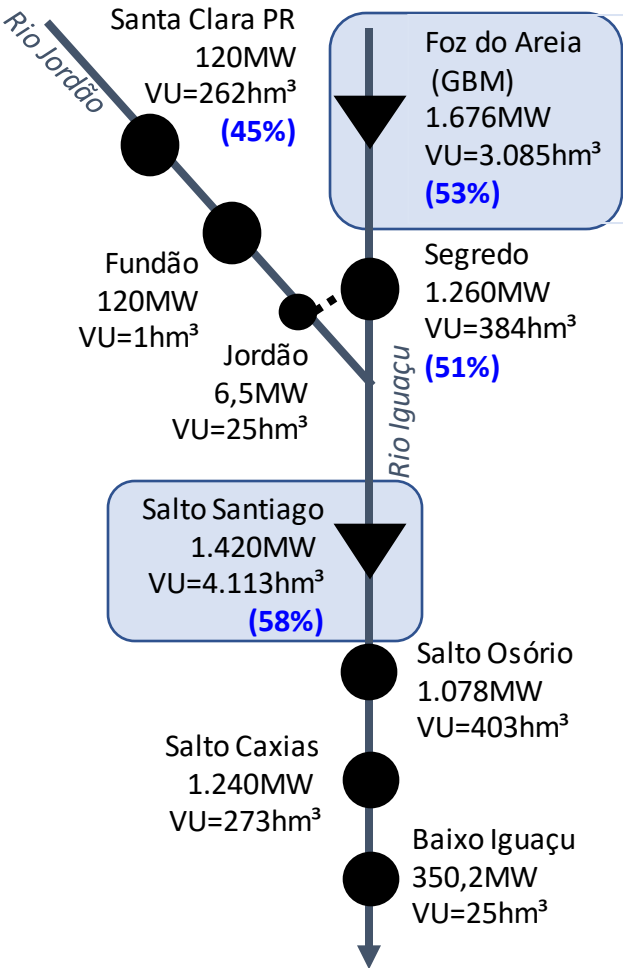 Rio Jordão
Santa Clara PR
120MW
VU=262hm³
(45%)
Foz do Areia
(GBM)
1.676MW
VU=3.085hm³
(53%)
Fundão
120MW
VU=1hm³
Segredo
1.260MW
VU=384hm³
(51%)
Jordão
6,5MW
VU=25hm³
Rio Iguaçu
Salto Santiago
1.420MW
VU=4.113hm³
(58%)
Salto Osório
1.078MW
VU=403hm³
Salto Caxias
1.240MW
VU=273hm³
Baixo Iguaçu
350,2MW
VU=25hm³